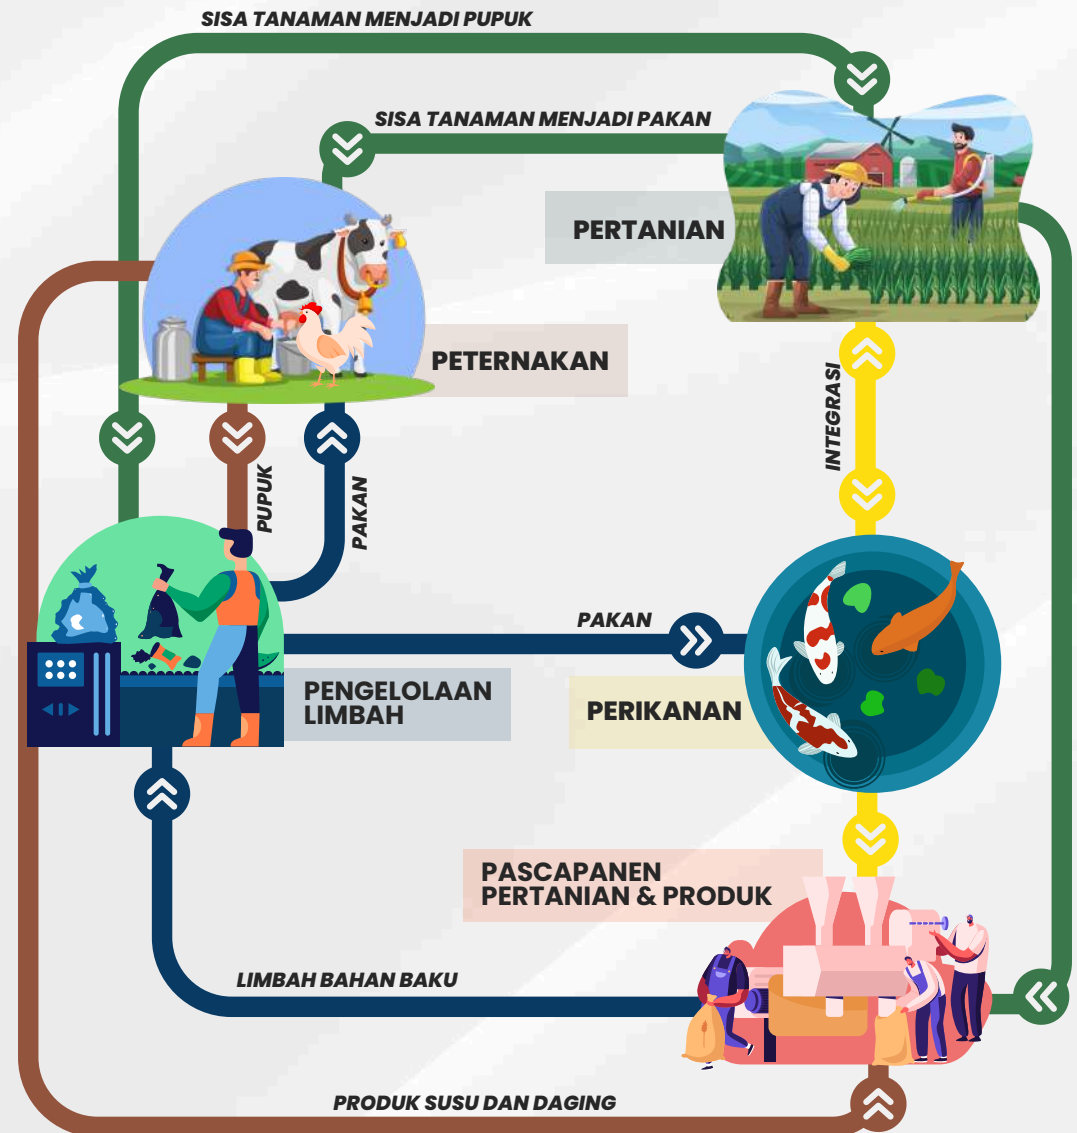 SISA TANAMAN MENJADI PUPUK
SISA TANAMAN MENJADI PAKAN
PERTANIAN
PETERNAKAN
INTEGRASI
PUPUK
PAKAN
PAKAN
PENGELOLAAN
LIMBAH
PERIKANAN
PASCAPANEN
PERTANIAN & PRODUK
LIMBAH BAHAN BAKU
PRODUK SUSU DAN DAGING